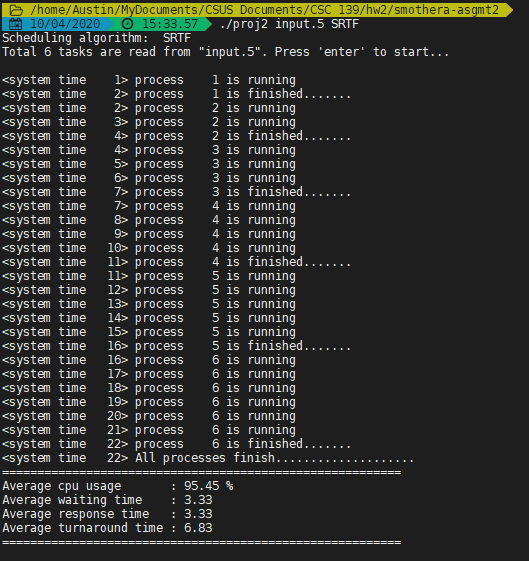 /home/Austin/MyDocuments/CSUS Documents/CSC 139/hw2/smothera-asgmt2
10/04/2020 15:33.57 ./proj2 input.5 SRTF
Scheduling algorithm:  SRTF
Total 6 tasks are read from "input.5". Press 'enter' to start...
<system time    1> process    1 is running
<system time    2> process    1 is finished.......
<system time    2> process    2 is running
<system time    3> process    2 is running
<system time    4> process    2 is finished.......
<system time    4> process    3 is running
<system time    5> process    3 is running
<system time    6> process    3 is running
<system time    7> process    3 is finished.......
<system time    7> process    4 is running
<system time    8> process    4 is running
<system time    9> process    4 is running
<system time   10> process    4 is running
<system time   11> process    4 is finished.......
<system time   11> process    5 is running
<system time   12> process    5 is running
<system time   13> process    5 is running
<system time   14> process    5 is running
<system time   15> process    5 is running
<system time   16> process    5 is finished.......
<system time   16> process    6 is running
<system time   17> process    6 is running
<system time   18> process    6 is running
<system time   19> process    6 is running
<system time   20> process    6 is running
<system time   21> process    6 is running
<system time   22> process    6 is finished.......
<system time   22> All processes finish....................
=========================================================
Average cpu usage       : 95.45 %
Average waiting time    : 3.33
Average response time   : 3.33
Average turnaround time : 6.83
=========================================================